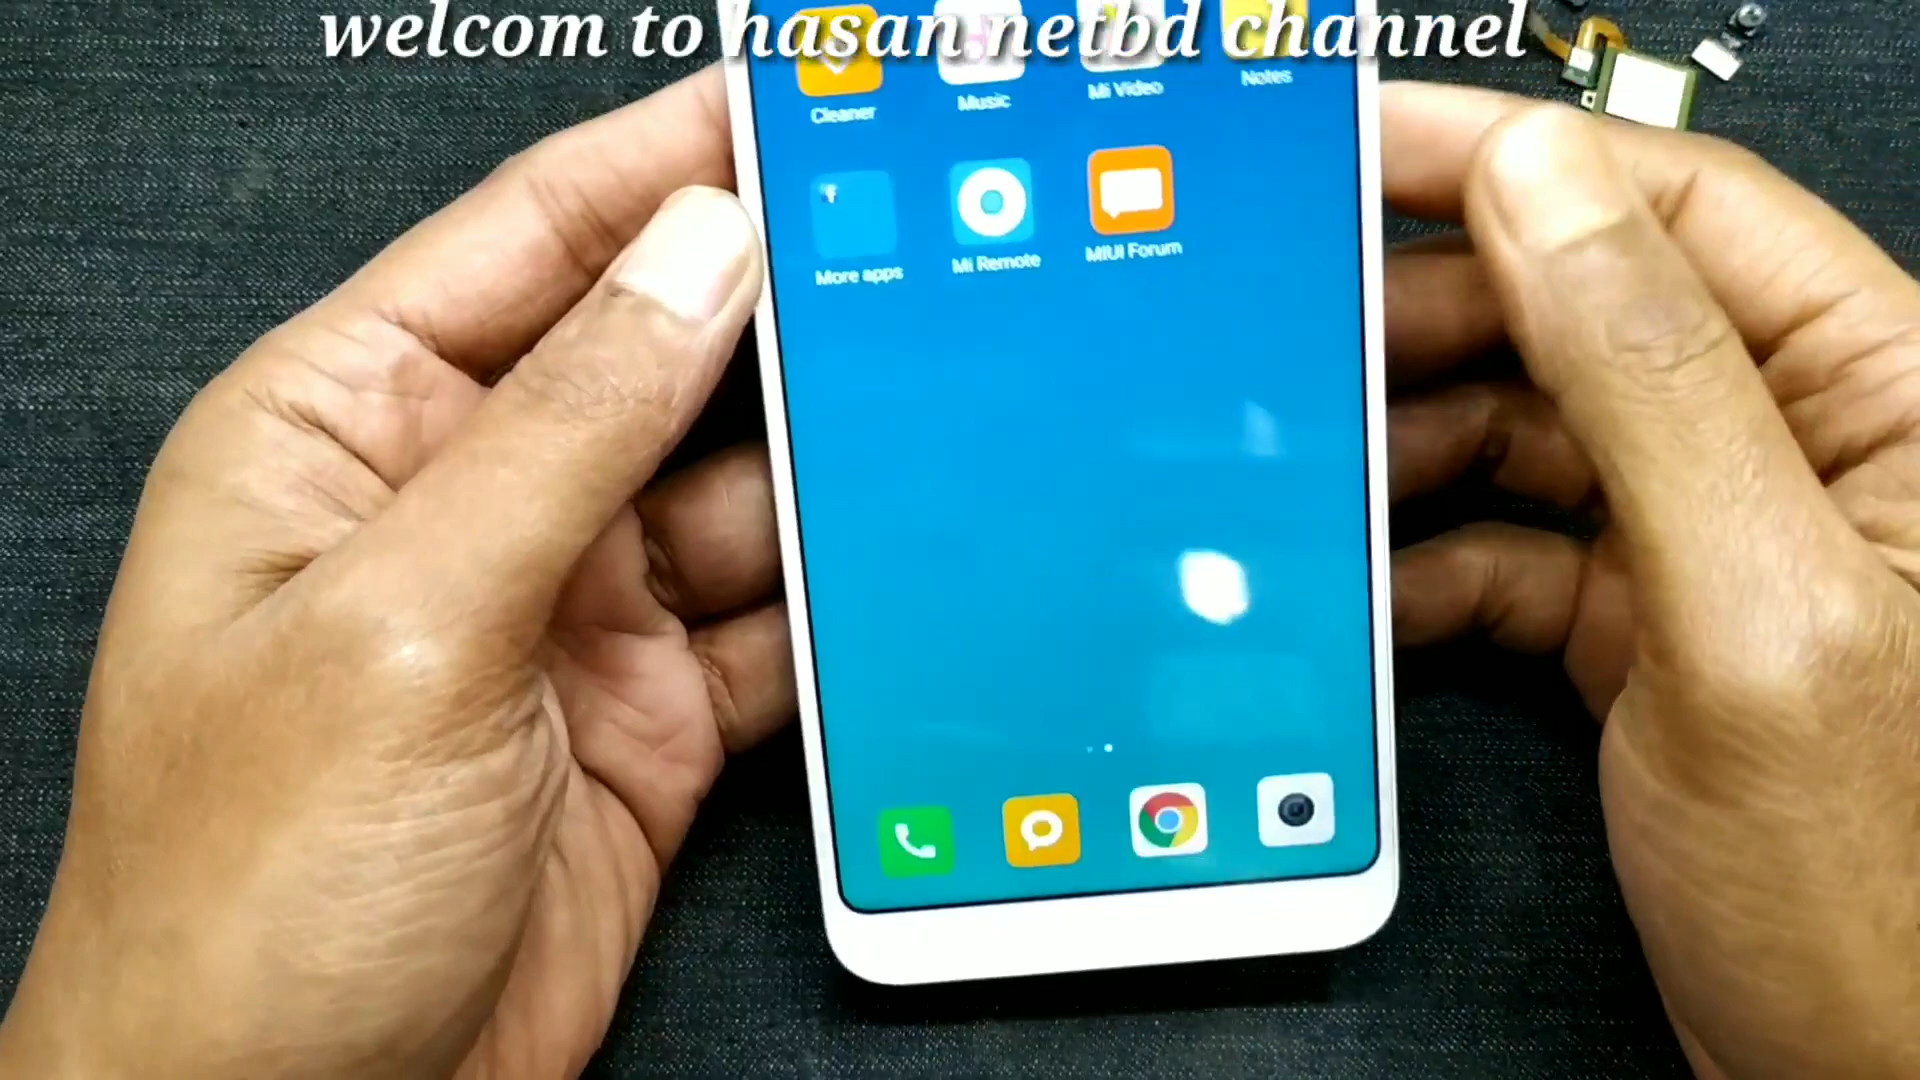 welcom to hasan.netbd channel
Cleaner Music Mi Video Notes
More apps Mi Remote MIUI Forum